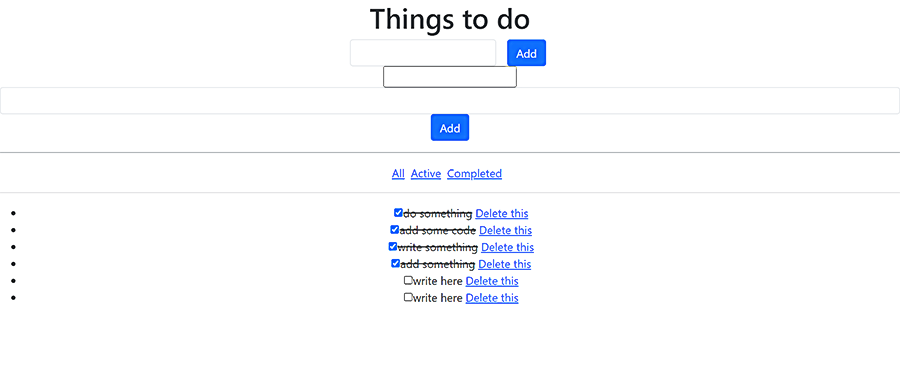 Things to do
Add
Add
All Active Completed
do something Delete this
add some code Delete this
write something Delete this
add something Delete this
write here Delete this
write here Delete this